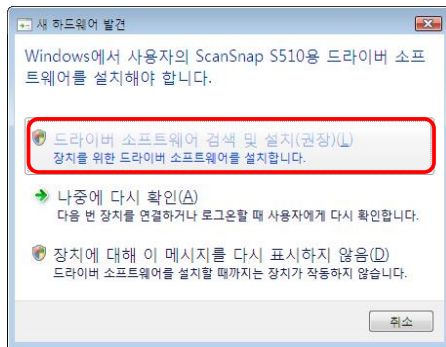 새 하드웨어 발견
Windows에서 사용자의 ScanSnap S510용 드라이버 소프
트웨어를 설치해야 합니다.
드라이버 소프트웨어 검색 및 설치(권장)(L)
장치를 위한 드라이버 소프트웨어를 설치합니다.
나중에 다시 확인(A)
다음 번 장치를 연결하거나 로그온할 때 사용자에게 다시 확인합니다.
장치에 대해 이 메시지를 다시 표시하지 않음(D)
드라이버 소프트웨어를 설치할 때까지는 장치가 작동하지 않습니다.
취소